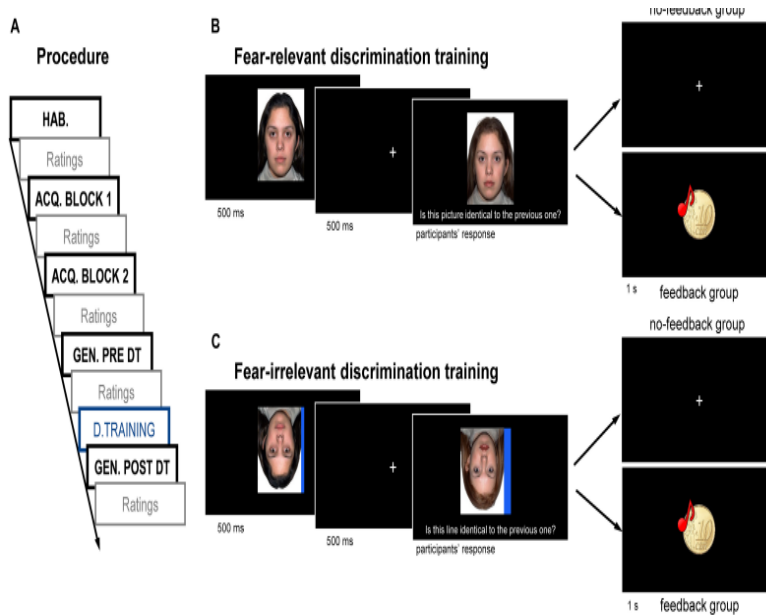 A
Procedure
HAB.
Ratings
ACQ. BLOCK 1
Ratings
ACQ. BLOCK 2
Ratings
GEN. PRE DT
Ratings
D.TRAINING
GEN. POST DT
Ratings
B
Fear-relevant discrimination training
500 ms
500 ms
Is this picture identical to the previous one?
participants' response
no-feedback group
10
1 s
feedback group
C
Fear-irrelevant discrimination training
500 ms
500 ms
Is this line identical to the previous one?
participants' response
no-feedback group
10
1 s
feedback group